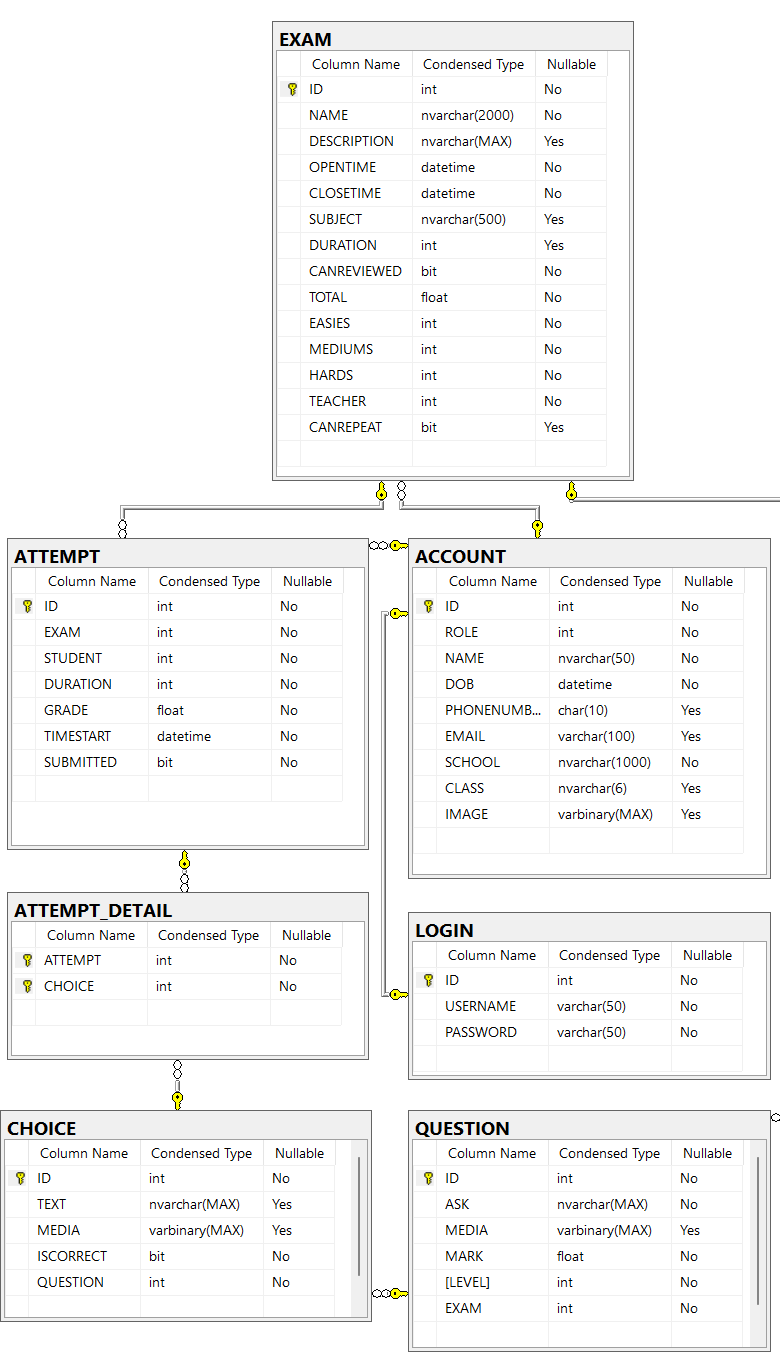 EXAM
Column Name Condensed Type Nullable
ID int No
NAME nvarchar(2000) No
DESCRIPTION nvarchar(MAX) Yes
OPENTIME datetime No
CLOSETIME datetime No
SUBJECT nvarchar(500) Yes
DURATION int Yes
CANREVIEWED bit No
TOTAL float No
EASIES int No
MEDIUMS int No
HARDS int No
TEACHER int No
CANREPEAT bit Yes
ATTEMPT
Column Name Condensed Type Nullable
ID int No
EXAM int No
STUDENT int No
DURATION int No
GRADE float No
TIMESTART datetime No
SUBMITTED bit No
ACCOUNT
Column Name Condensed Type Nullable
ID int No
ROLE int No
NAME nvarchar(50) No
DOB datetime No
PHONENUMB... char(10) Yes
EMAIL varchar(100) Yes
SCHOOL nvarchar(1000) No
CLASS nvarchar(6) Yes
IMAGE varbinary(MAX) Yes
ATTEMPT_DETAIL
Column Name Condensed Type Nullable
ATTEMPT int No
CHOICE int No
LOGIN
Column Name Condensed Type Nullable
ID int No
USERNAME varchar(50) No
PASSWORD varchar(50) No
CHOICE
Column Name Condensed Type Nullable
ID int No
TEXT nvarchar(MAX) Yes
MEDIA varbinary(MAX) Yes
ISCORRECT bit No
QUESTION int No
QUESTION
Column Name Condensed Type Nullable
ID int No
ASK nvarchar(MAX) No
MEDIA varbinary(MAX) Yes
MARK float No
[LEVEL] int No
EXAM int No